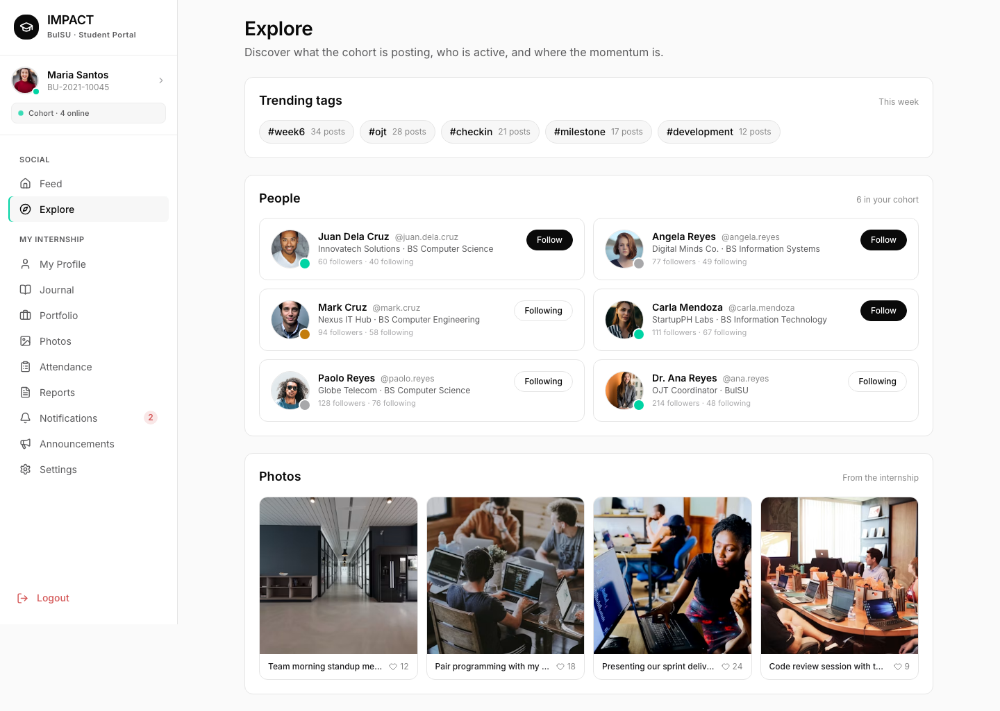 IMPACT
BulSU · Student Portal
Maria Santos
BU-2021-10045
Cohort · 4 online
SOCIAL
Feed
Explore
MY INTERNSHIP
My Profile
Journal
Portfolio
Photos
Attendance
Reports
Notifications 2
Announcements
Settings
Logout
Explore
Discover what the cohort is posting, who is active, and where the momentum is.
Trending tags This week
#week6 34 posts #ojt 28 posts #checkin 21 posts #milestone 17 posts #development 12 posts
People 6 in your cohort
Juan Dela Cruz @juan.dela.cruz Follow
Innovatech Solutions · BS Computer Science
60 followers · 40 following
Angela Reyes @angela.reyes Follow
Digital Minds Co. · BS Information Systems
77 followers · 49 following
Mark Cruz @mark.cruz Following
Nexus IT Hub · BS Computer Engineering
94 followers · 58 following
Carla Mendoza @carla.mendoza Follow
StartupPH Labs · BS Information Technology
111 followers · 67 following
Paolo Reyes @paolo.reyes Following
Globe Telecom · BS Computer Science
128 followers · 76 following
Dr. Ana Reyes @ana.reyes Following
OJT Coordinator · BulSU
214 followers · 48 following
Photos From the internship
Team morning standup me... 12
Pair programming with my ... 18
Presenting our sprint deliv... 24
Code review session with t... 9